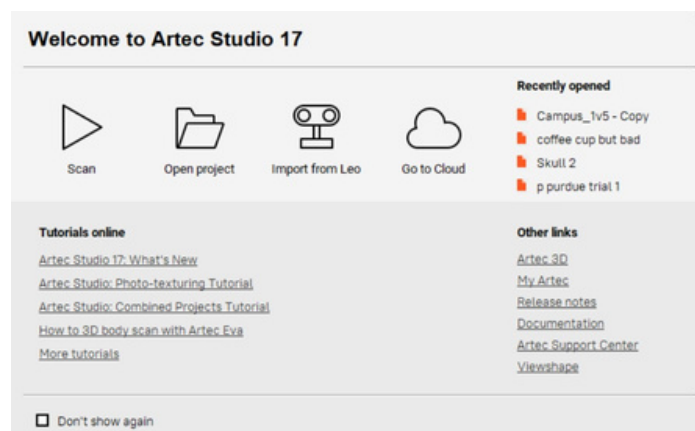 Welcome to Artec Studio 17
Scan
Open project
Import from Leo
Go to Cloud
Recently opened
Campus_1v5 - Copy
coffee cup but bad
Skull 2
p purdue trial 1
Tutorials online
Artec Studio 17: What's New
Artec Studio: Photo-texturing Tutorial
Artec Studio: Combined Projects Tutorial
How to 3D body scan with Artec Eva
More tutorials
Other links
Artec 3D
My Artec
Release notes
Documentation
Artec Support Center
Viewshape
Don't show again